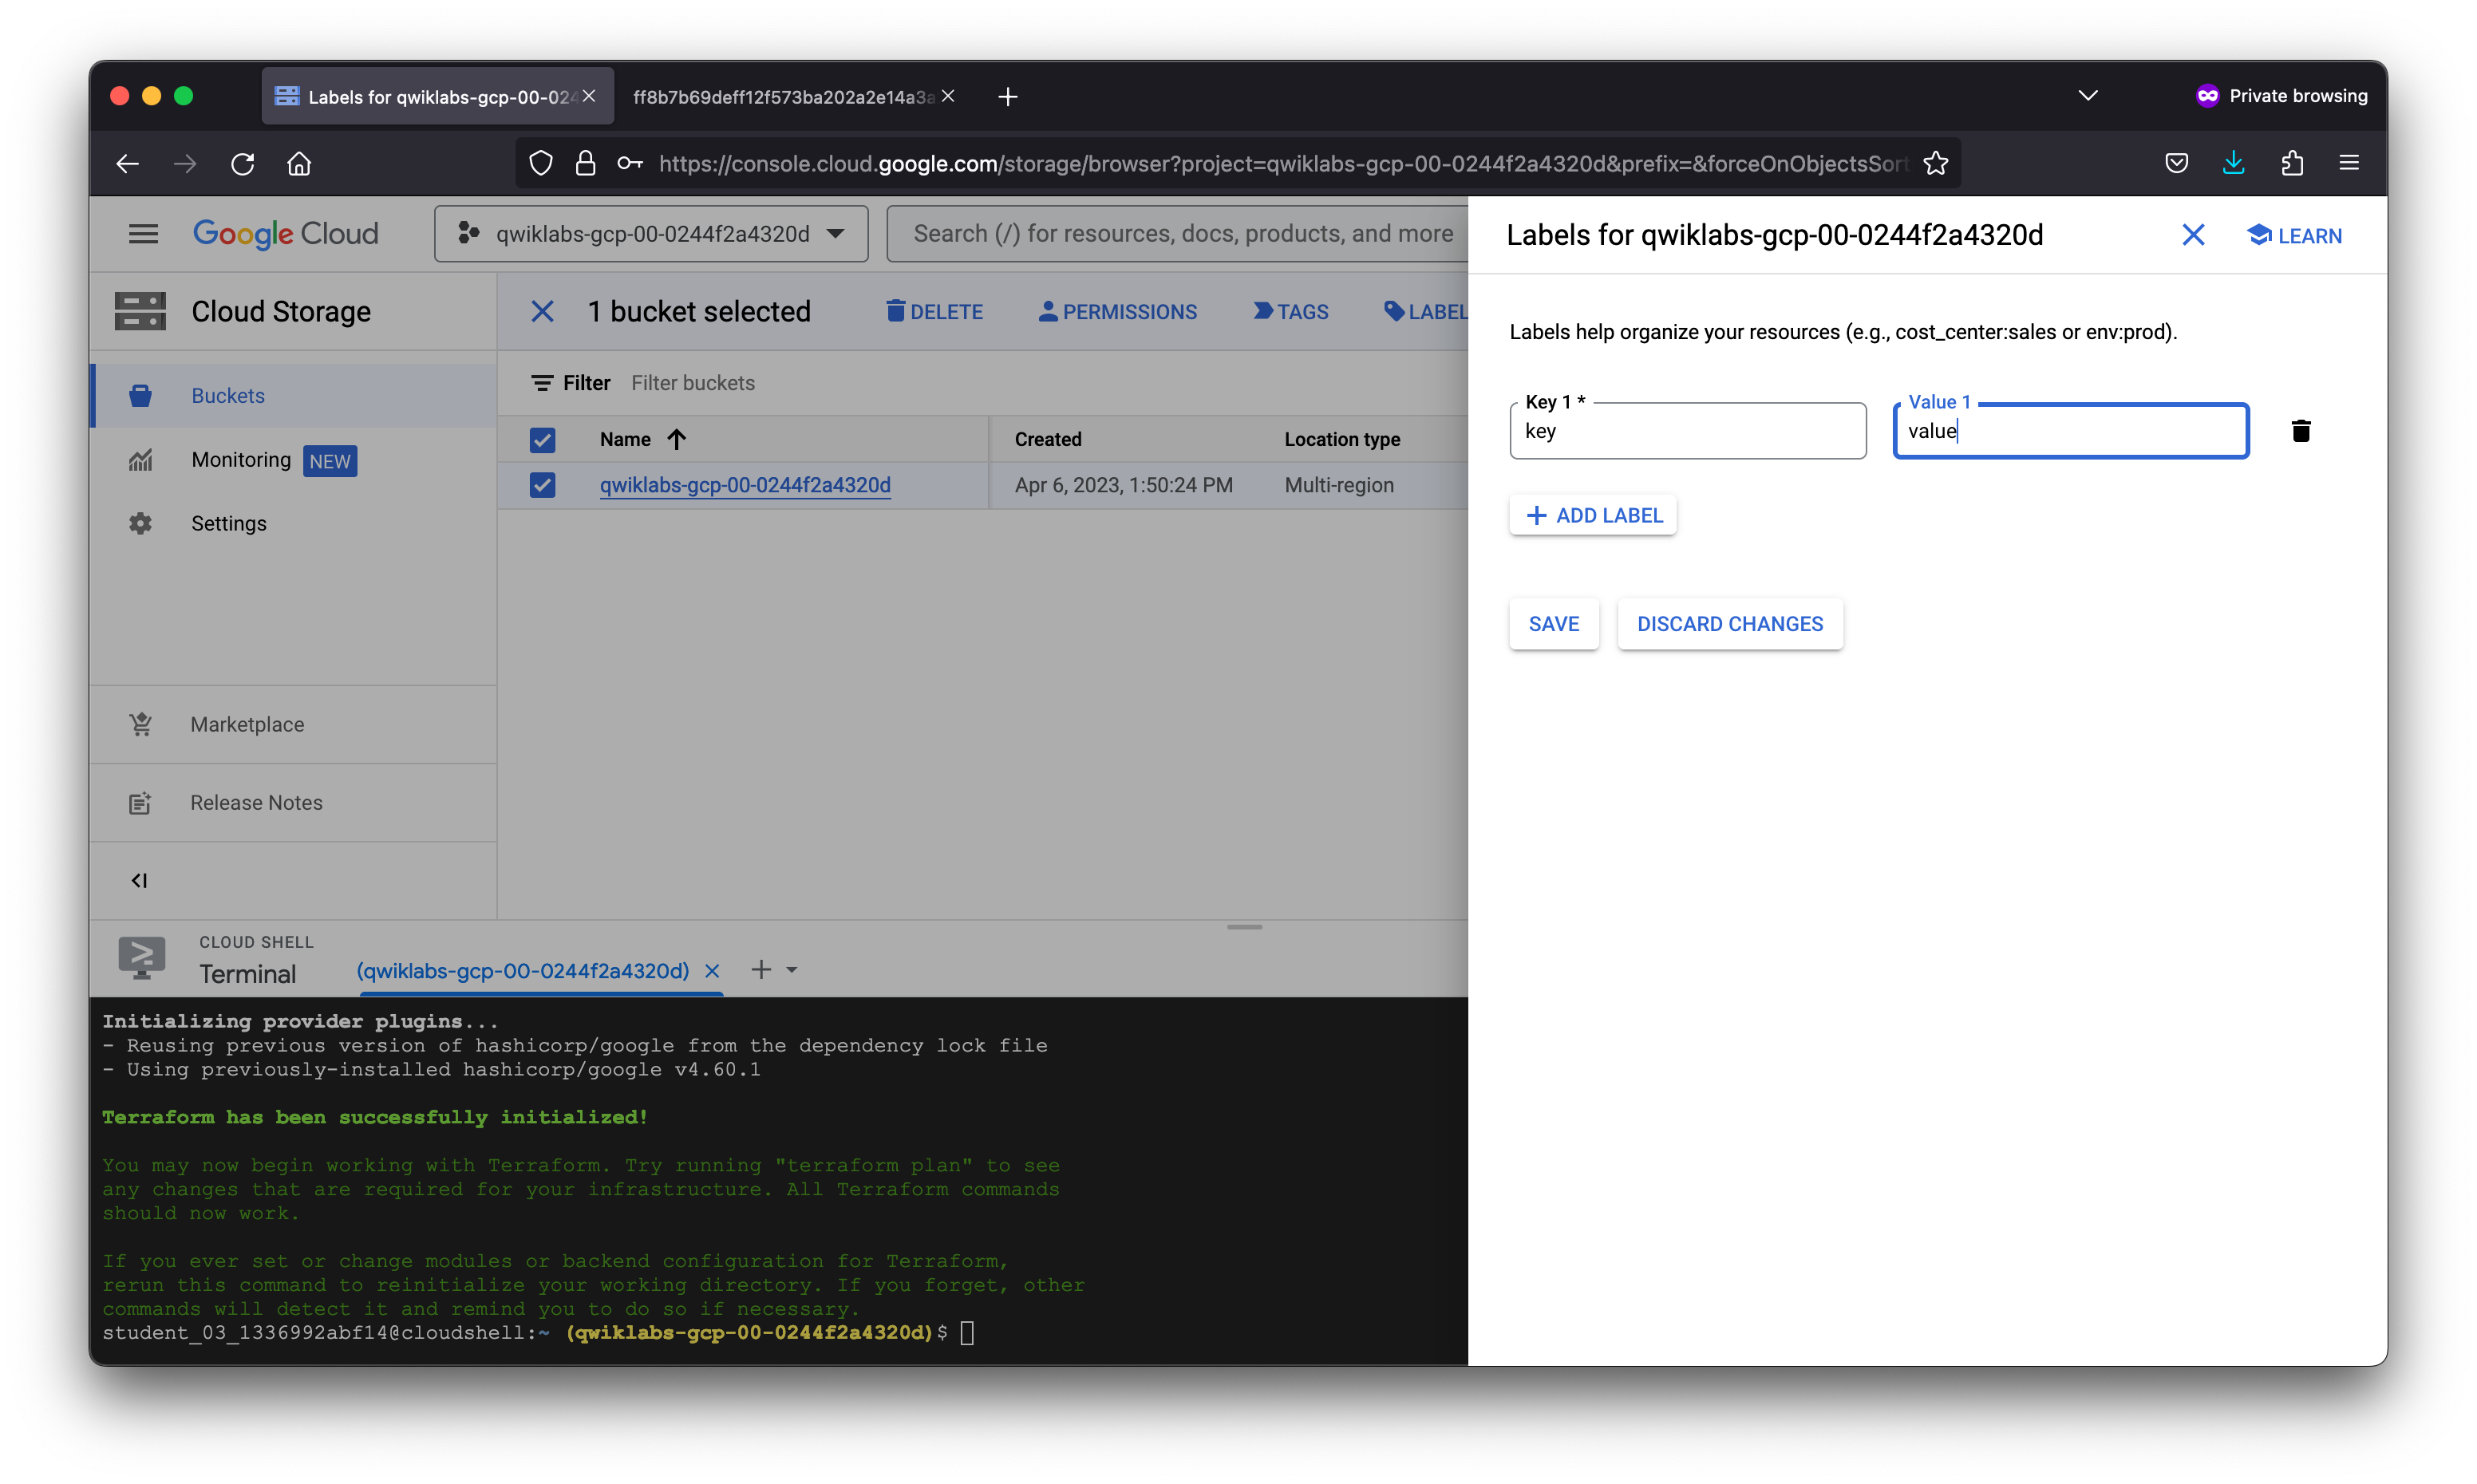 Labels for qwiklabs-gcp-00-024
ff8b7b69deff12f573ba202a2e14a3a
Private browsing
https://console.cloud.google.com/storage/browser?project=qwiklabs-gcp-00-0244f2a4320d&prefix=&forceOnObjectsSort
Google Cloud
qwiklabs-gcp-00-0244f2a4320d
Search (/) for resources, docs, products, and more
Labels for qwiklabs-gcp-00-0244f2a4320d
LEARN
Cloud Storage
1 bucket selected
DELETE
PERMISSIONS
TAGS
LABEL
Labels help organize your resources (e.g., cost_center:sales or env:prod).
Buckets
Monitoring NEW
Settings
Marketplace
Release Notes
Filter Filter buckets
Name Created Location type
qwiklabs-gcp-00-0244f2a4320d Apr 6, 2023, 1:50:24 PM Multi-region
Key 1 *
key
Value 1
value
ADD LABEL
SAVE
DISCARD CHANGES
CLOUD SHELL
Terminal
(qwiklabs-gcp-00-0244f2a4320d)
Initializing provider plugins...
- Reusing previous version of hashicorp/google from the dependency lock file
- Using previously-installed hashicorp/google v4.60.1
Terraform has been successfully initialized!
You may now begin working with Terraform. Try running "terraform plan" to see
any changes that are required for your infrastructure. All Terraform commands
should now work.
If you ever set or change modules or backend configuration for Terraform,
rerun this command to reinitialize your working directory. If you forget, other
commands will detect it and remind you to do so if necessary.
student_03_1336992abf14@cloudshell:~ (qwiklabs-gcp-00-0244f2a4320d)$